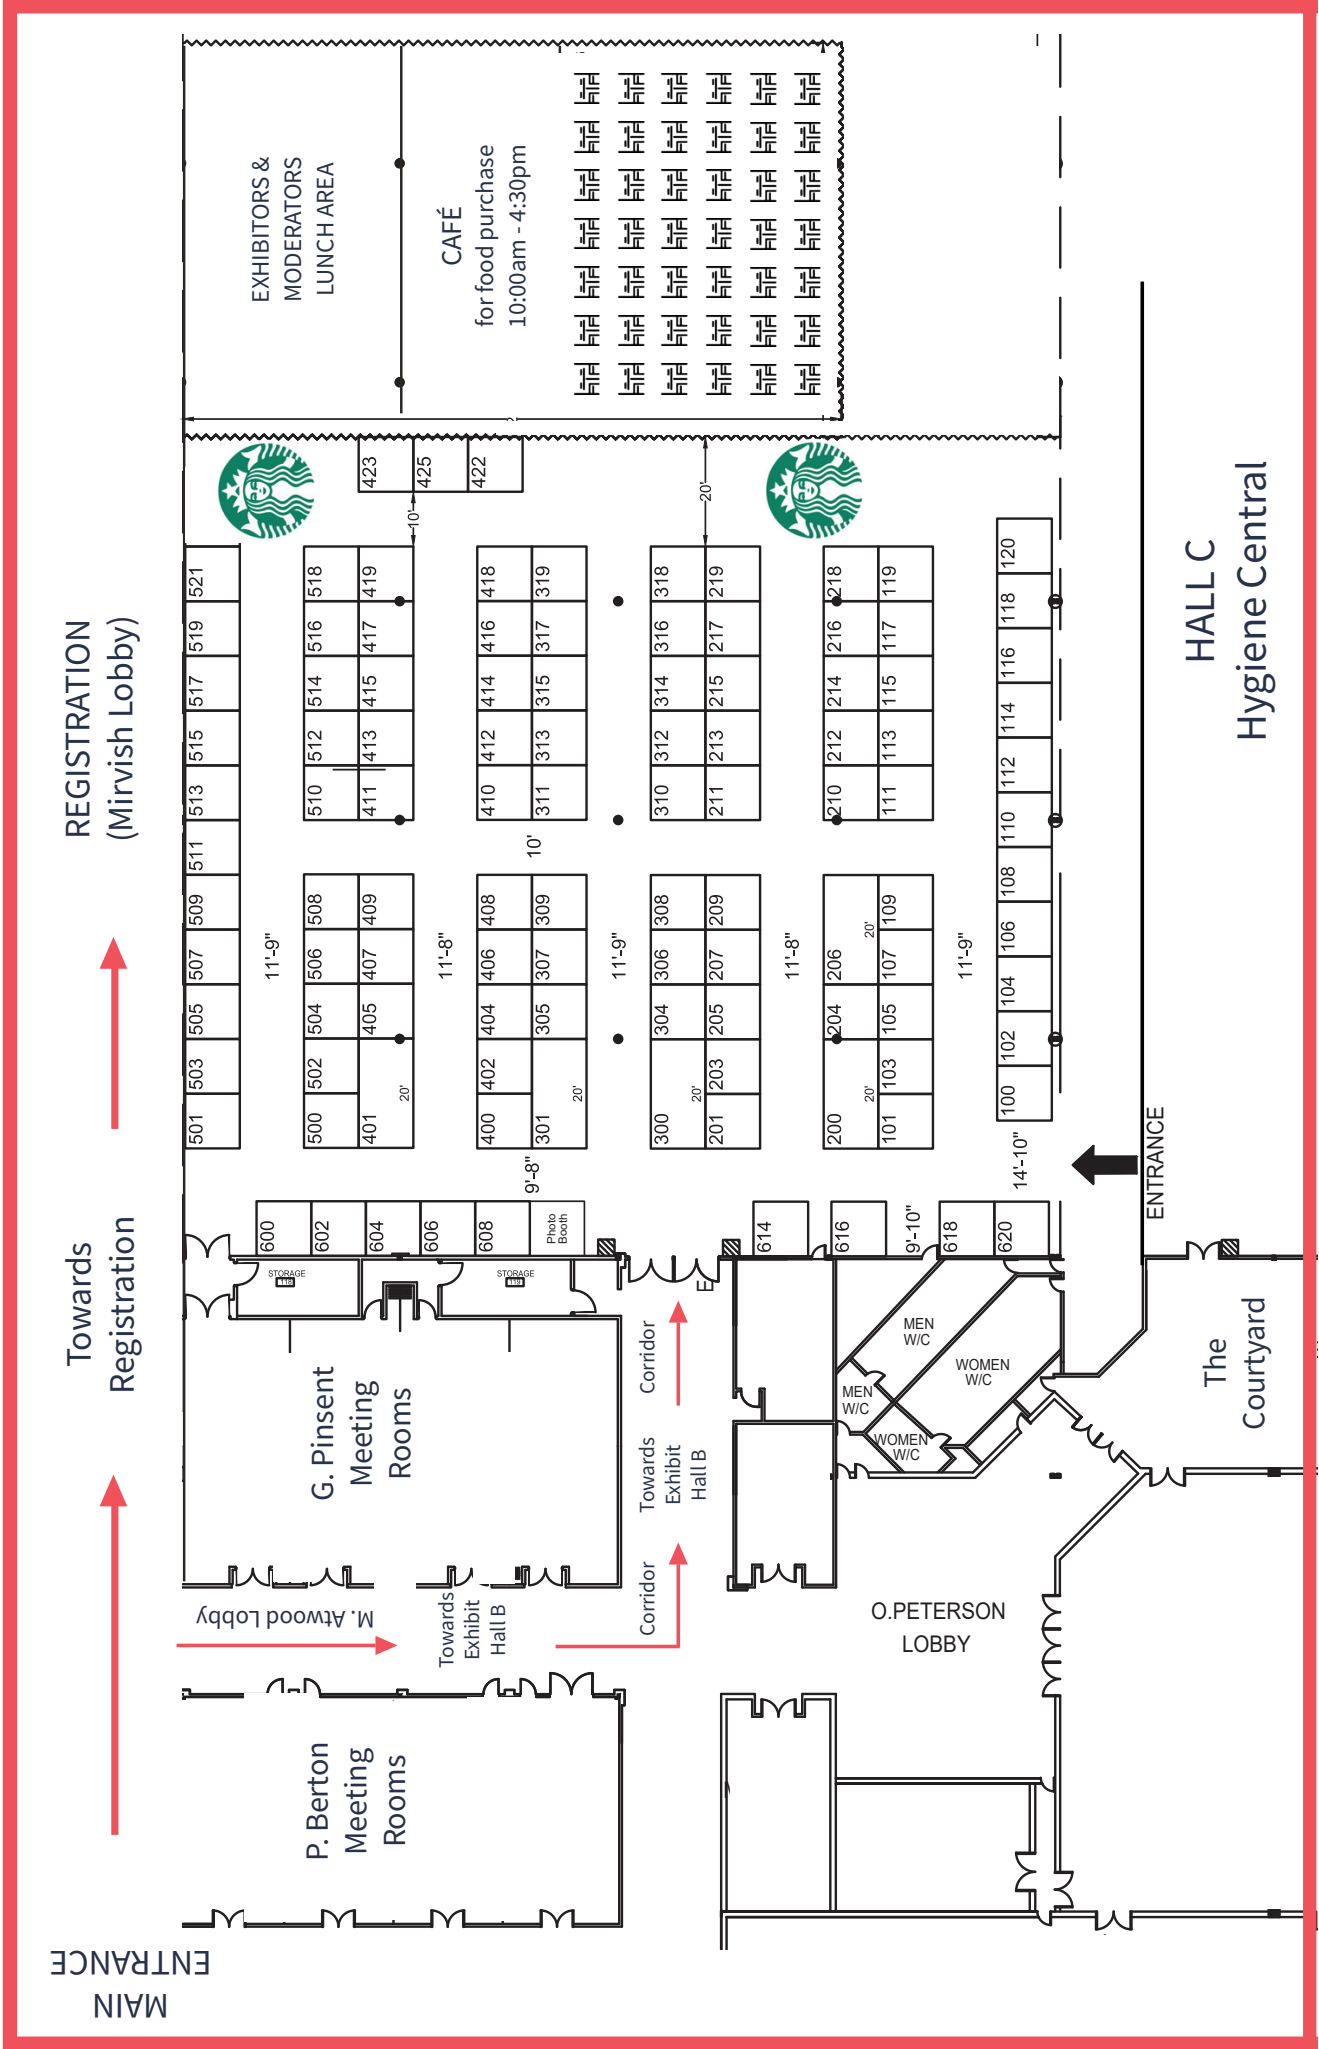 EXHIBITORS &
MODERATORS
LUNCH AREA
CAFÉ
for food purchase
10:00am - 4:30pm
423
425
422
10'
20'
REGISTRATION
(Mirvish Lobby)
521
519
517
515
513
511
509
507
505
503
501
11'-9"
518
419
516
417
514
415
512
413
510
411
508
409
506
407
504
405
502
500
401
20'
11'-8"
418
319
416
317
414
315
412
313
410
311
10'
408
309
406
307
404
305
402
400
301
20'
11'-9"
318
219
316
217
314
215
312
213
310
211
308
209
306
207
304
205
300
203
201
20'
11'-8"
218
119
216
117
214
115
212
113
210
111
206
20'
109
107
204
105
200
20'
103
101
11'-9"
120
118
116
114
112
110
108
106
104
102
100
HALL C
Hygiene Central
9'-8"
14'-10"
ENTRANCE
600
602
604
606
608
Photo
Booth
614
616
9'-10"
618
620
Towards
Registration
STORAGE
118
STORAGE
119
E
G. Pinsent
Meeting
Rooms
Corridor
Towards
Exhibit
Hall B
Corridor
MEN
W/C
WOMEN
W/C
MEN
W/C
WOMEN
W/C
The
Courtyard
M. Atwood Lobby
Towards
Exhibit
Hall B
O.PETERSON
LOBBY
P. Berton
Meeting
Rooms
MAIN
ENTRANCE